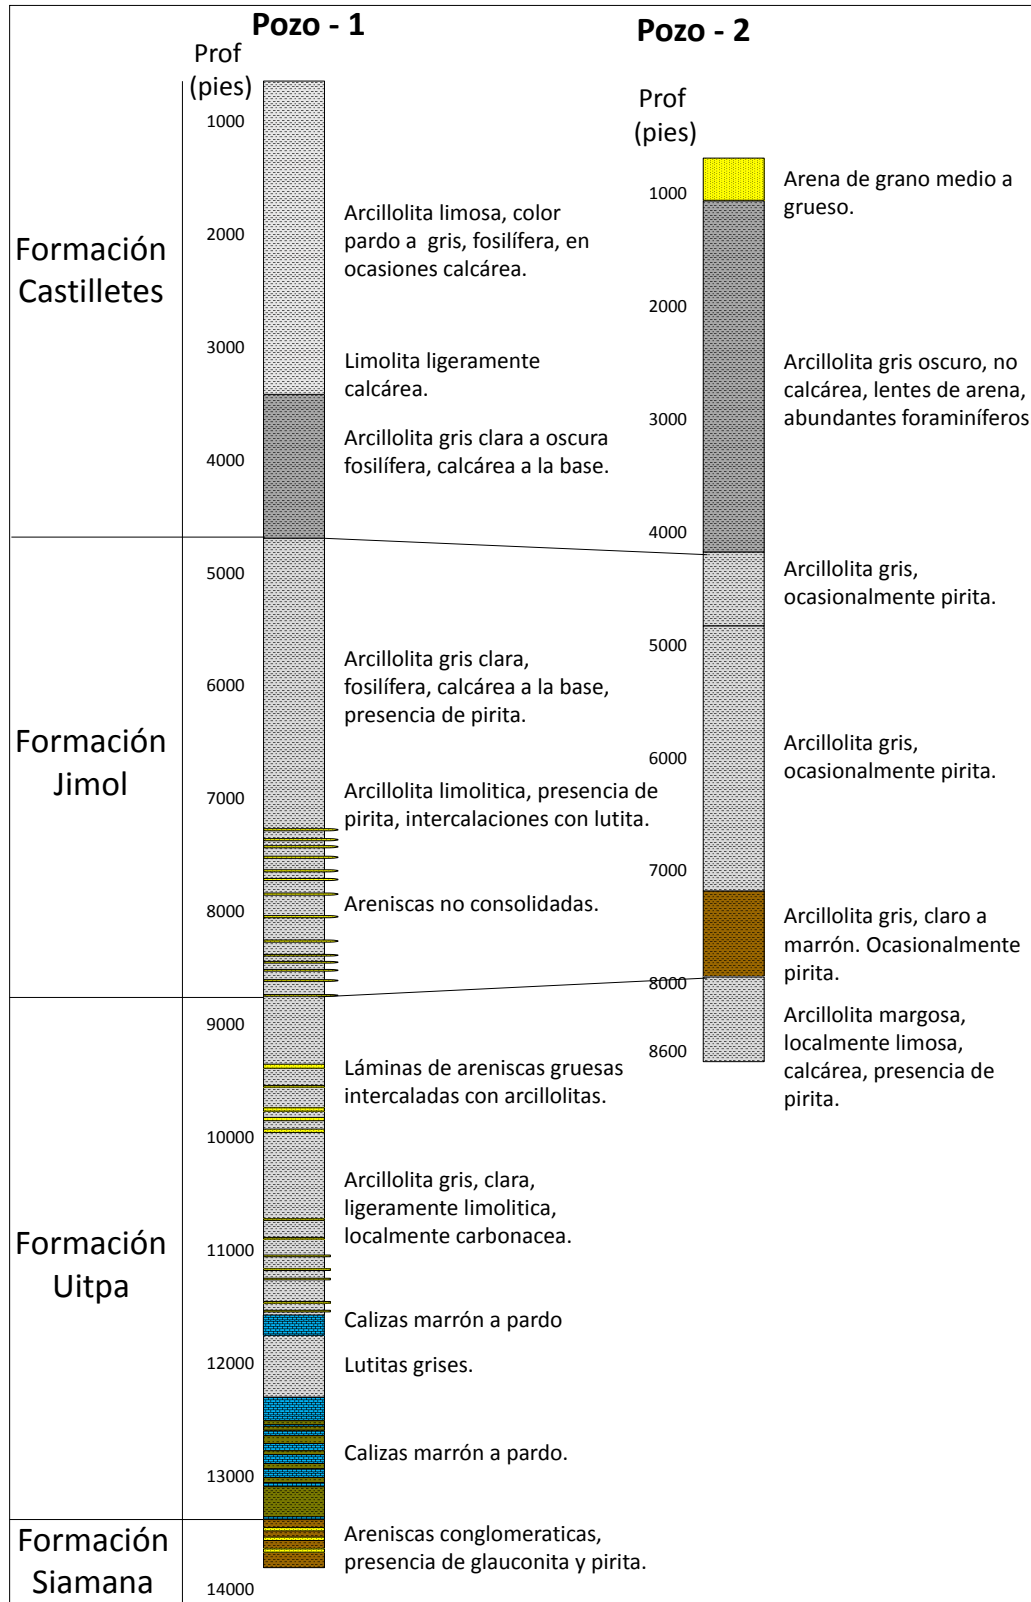 Pozo - 1
Pozo - 2
Prof
(pies)
Prof
(pies)
Formación
Castilletes
1000
2000
3000
4000
Arcillolita limosa, color
pardo a gris, fosilífera, en
ocasiones calcárea.
Limolita ligeramente
calcárea.
Arcillolita gris clara a oscura
fosilífera, calcárea a la base.
Formación
Jimol
5000
6000
7000
8000
Arcillolita gris clara,
fosilífera, calcárea a la base,
presencia de pirita.
Arcillolita limolitica, presencia de
pirita, intercalaciones con lutita.
Areniscas no consolidadas.
Formación
Uitpa
9000
10000
11000
12000
13000
Láminas de areniscas gruesas
intercaladas con arcillolitas.
Arcillolita gris, clara,
ligeramente limolitica,
localmente carbonacea.
Calizas marrón a pardo
Lutitas grises.
Calizas marrón a pardo.
Formación
Siamana
14000
Areniscas conglomeraticas,
presencia de glauconita y pirita.
1000
2000
3000
4000
5000
6000
7000
8000
8600
Arena de grano medio a
grueso.
Arcillolita gris oscuro, no
calcárea, lentes de arena,
abundantes foraminíferos
Arcillolita gris,
ocasionalmente pirita.
Arcillolita gris,
ocasionalmente pirita.
Arcillolita gris, claro a
marrón. Ocasionalmente
pirita.
Arcillolita margosa,
localmente limosa,
calcárea, presencia de
pirita.